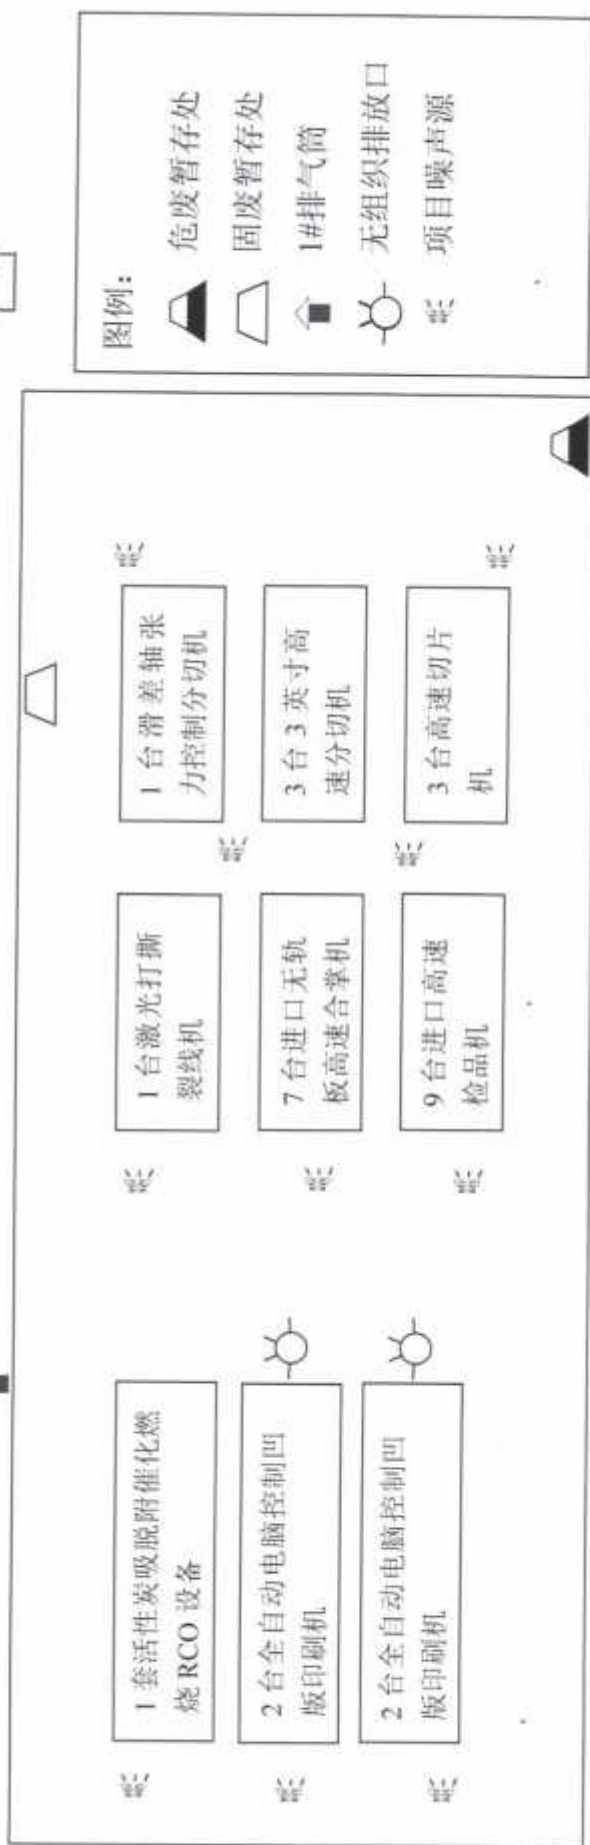 图例：
危废暂存处
固废暂存处
1#排气筒
无组织排放口
项目噪声源
1 套活性炭吸脱附催化燃
烧 RCO 设备
1 台激光打撕
裂线机
1 台滑差轴张
力控制分切机
2 台全自动电脑控制凹
版印刷机
7 台进口无轨
板高速合掌机
3 台 3 英寸高
速分切机
2 台全自动电脑控制凹
版印刷机
9 台进口高速
检品机
3 台高速切片
机